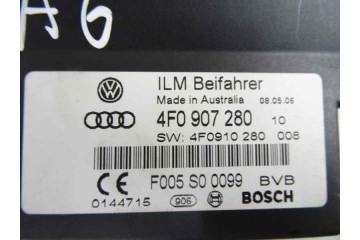 A6
ILM Beifahrer
Made in Australia 08.05.06
4F0 907 280 10
SW: 4F0910 280 008
CE F005 S0 0099 BVB
0144715 906 BOSCH